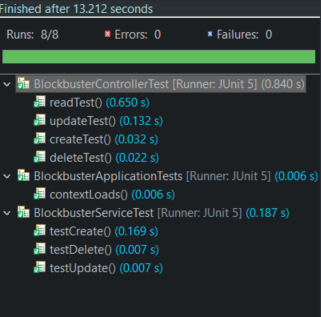 Finished after 13.212 seconds
Runs: 8/8 Errors: 0 Failures: 0
BlockbusterControllerTest [Runner: JUnit 5] (0.840 s)
readTest() (0.650 s)
updateTest() (0.132 s)
createTest() (0.032 s)
deleteTest() (0.022 s)
BlockbusterApplicationTests [Runner: JUnit 5] (0.006 s)
contextLoads() (0.006 s)
BlockbusterServiceTest [Runner: JUnit 5] (0.187 s)
testCreate() (0.169 s)
testDelete() (0.007 s)
testUpdate() (0.007 s)